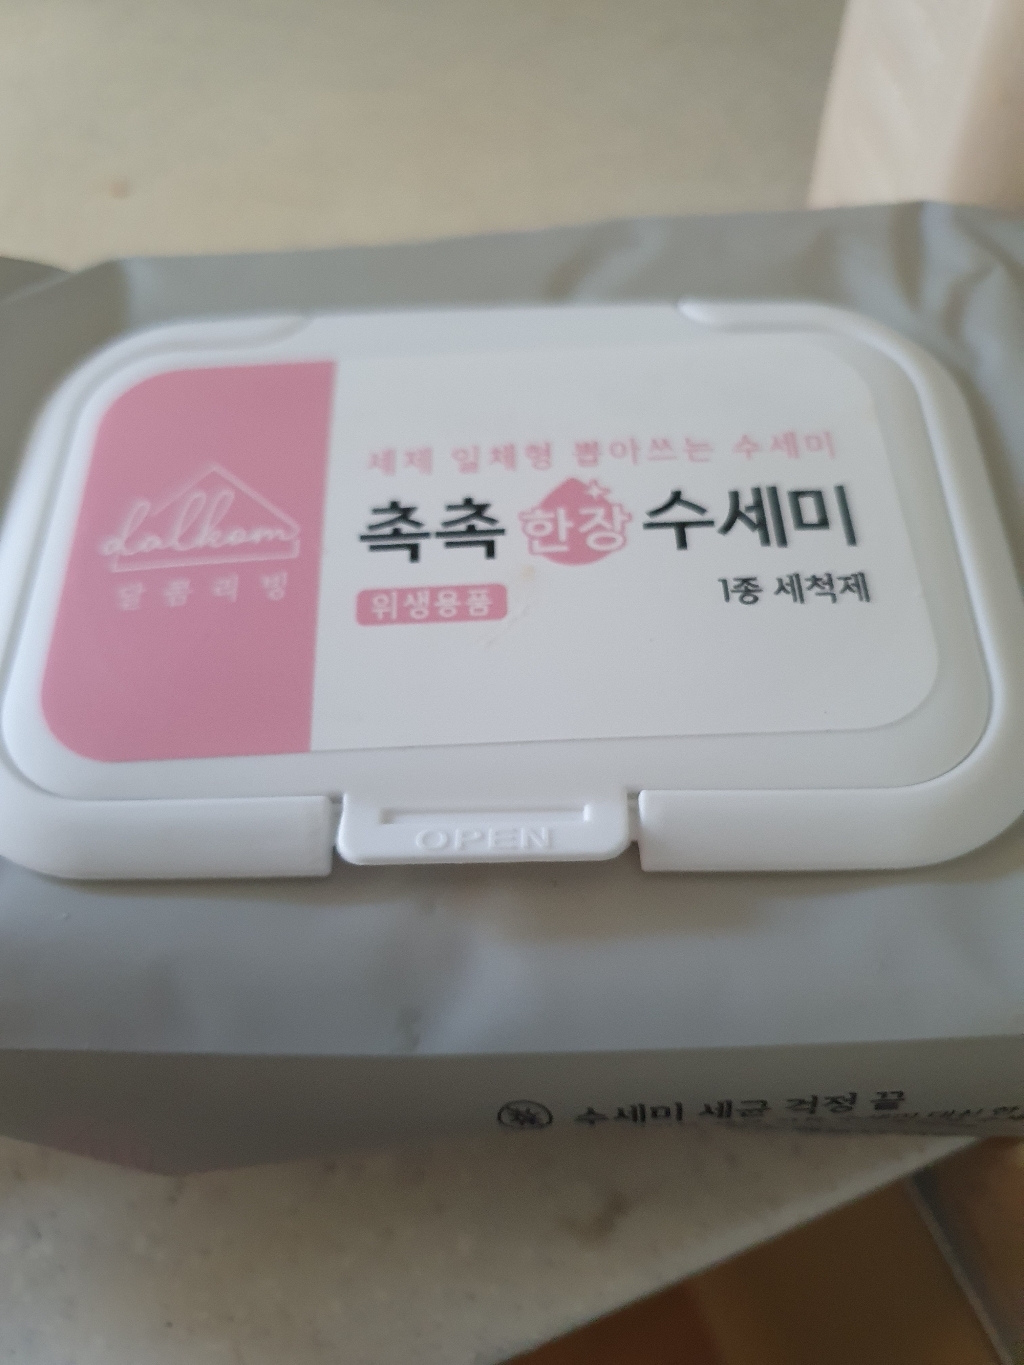 dalkom
달콤리빙
세제 일체형 뽑아쓰는 수세미
촉촉 한장 수세미
위생용품
1종 세척제
OPEN
수세미 세균 걱정 끝